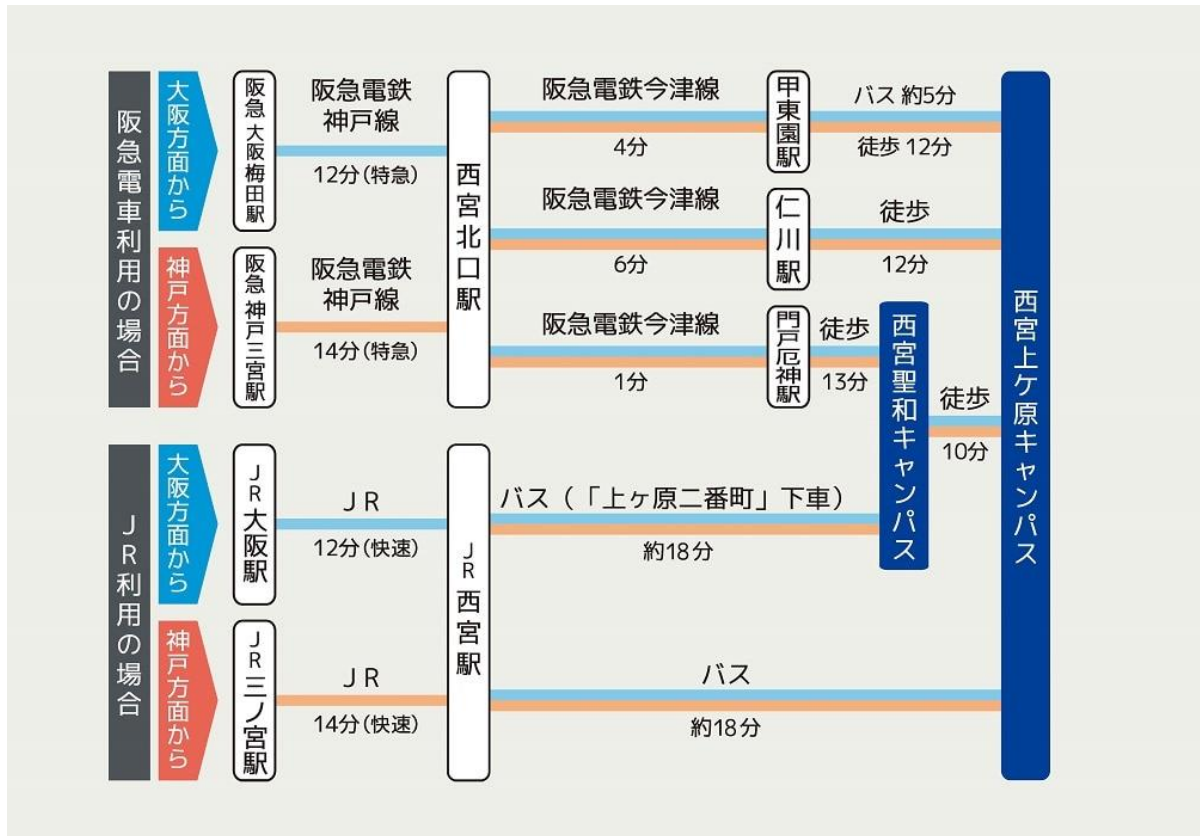 阪急電車利用の場合
大阪方面から
阪急 大阪梅田駅
阪急電鉄
神戸線
12分(特急)
神戸方面から
阪急 神戸三宮駅
阪急電鉄
神戸線
14分(特急)
西宮北口駅
阪急電鉄今津線
4分
甲東園駅
バス 約5分
徒歩 12分
阪急電鉄今津線
6分
仁川駅
徒歩
12分
阪急電鉄今津線
1分
門戸厄神駅
徒歩
13分
西宮聖和キャンパス
徒歩
10分
西宮上ケ原キャンパス
JR利用の場合
大阪方面から
JR大阪駅
JR
12分(快速)
神戸方面から
JR三ノ宮駅
JR
14分(快速)
JR西宮駅
バス(「上ヶ原二番町」下車)
約18分
バス
約18分